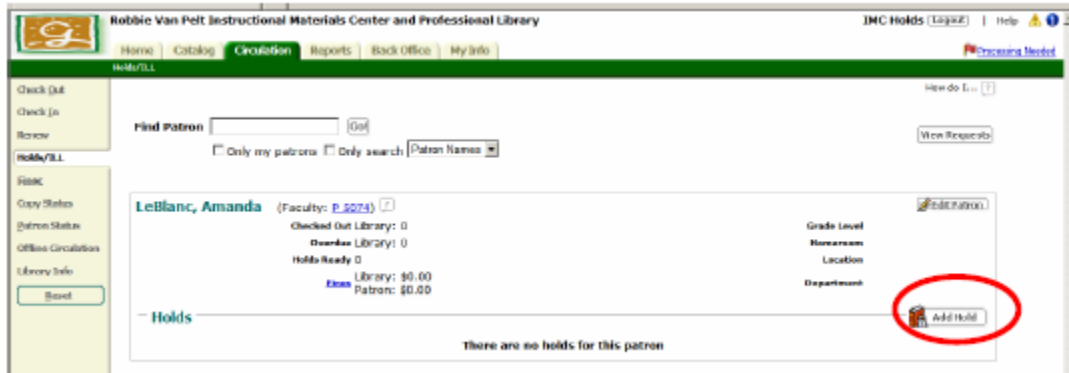 Robbie Van Pelt Instructional Materials Center and Professional Library IMC Holds Logout | Help
Home Catalog Circulation Reports Back Office My Info Processing Needed
Holds/ILL
How do I... ?
Check Out
Check In
Renew
Holds/ILL
Fines
Copy Status
Patron Status
Offline Circulation
Library Info
Reset
Find Patron Go!
View Requests
Only my patrons Only search Patron Names
LeBlanc, Amanda (Faculty: P 5074) ? Edit Patron
Checked Out Library: 0 Grade Level
Overdue Library: 0 Homeroom
Holds Ready 0 Location
Fines Library: $0.00 Department
Patron: $0.00
Holds Add Hold
There are no holds for this patron